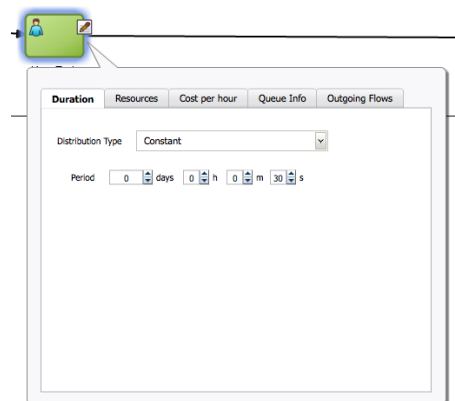 Duration Resources Cost per hour Queue Info Outgoing Flows
Distribution Type Constant
Period 0 days 0 h 0 m 30 s